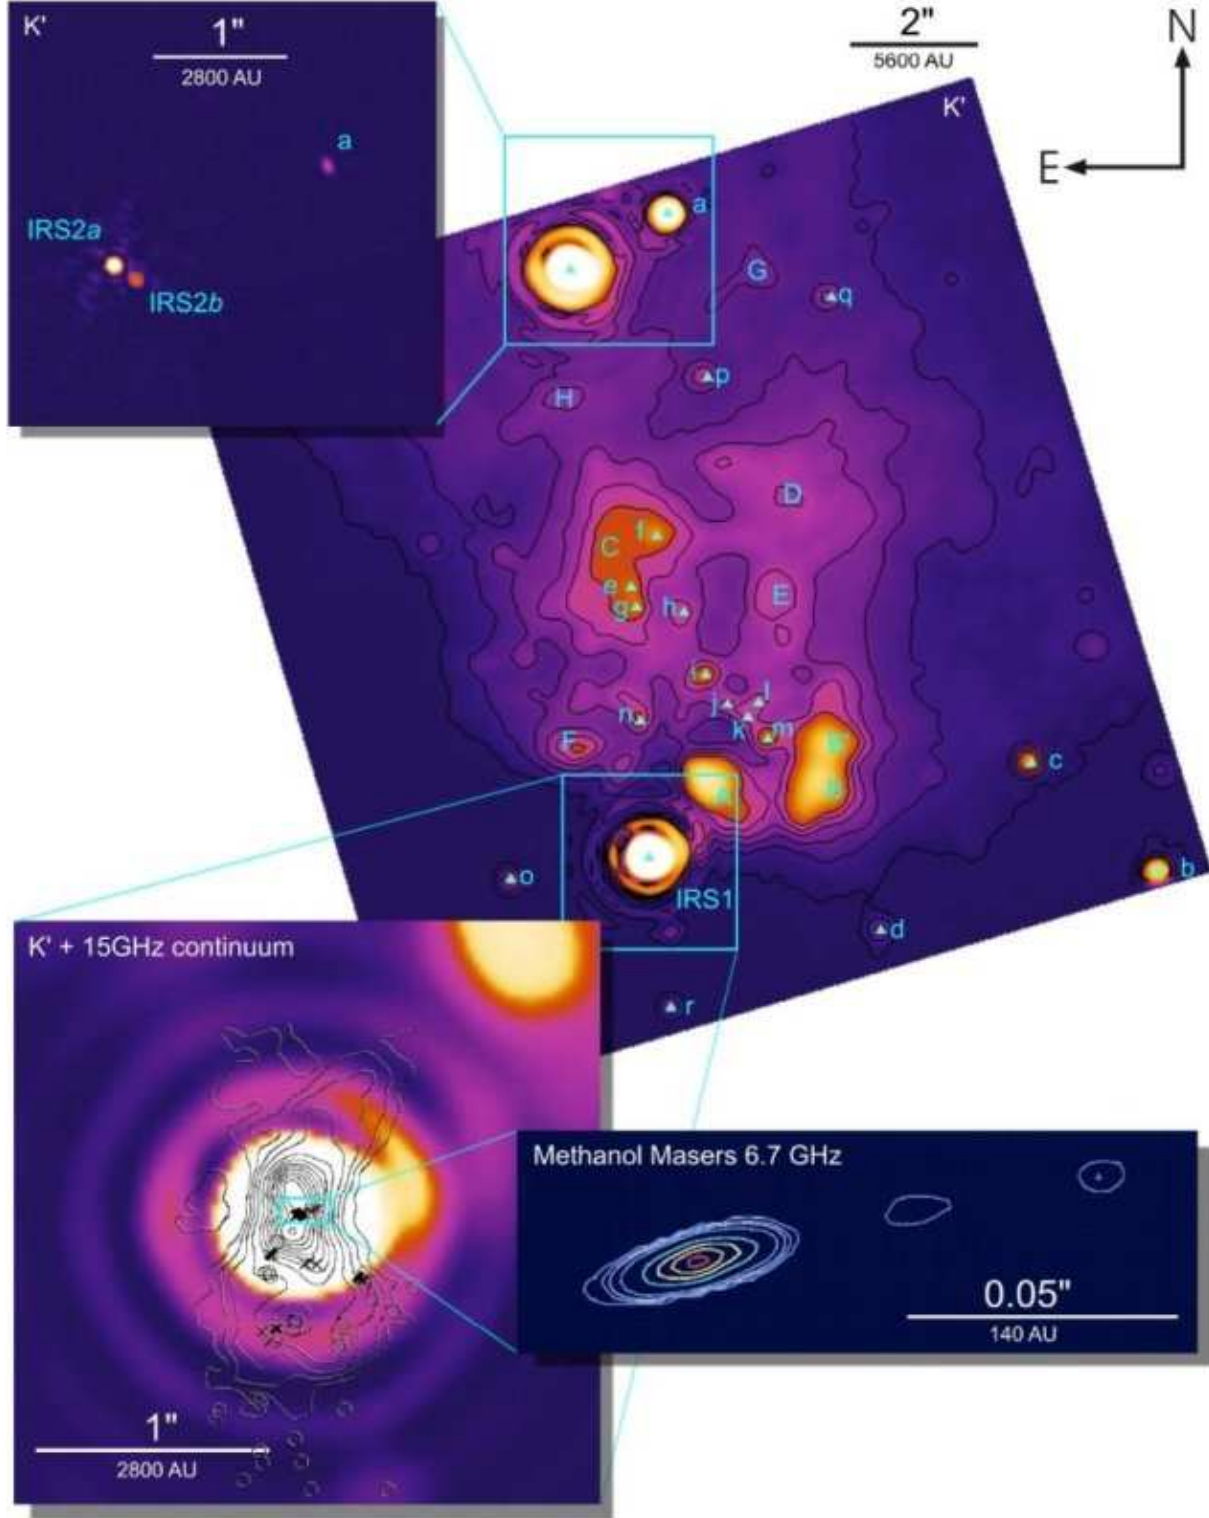 K'
1"
2800 AU
a
IRS2a
IRS2b
2"
5600 AU
N
E
K'
a
G
q
p
H
D
C
f
e
g
h
E
i
j
l
k
m
n
F
B
A
c
b
IRS1
o
d
r
K' + 15GHz continuum
1"
2800 AU
Methanol Masers 6.7 GHz
0.05"
140 AU